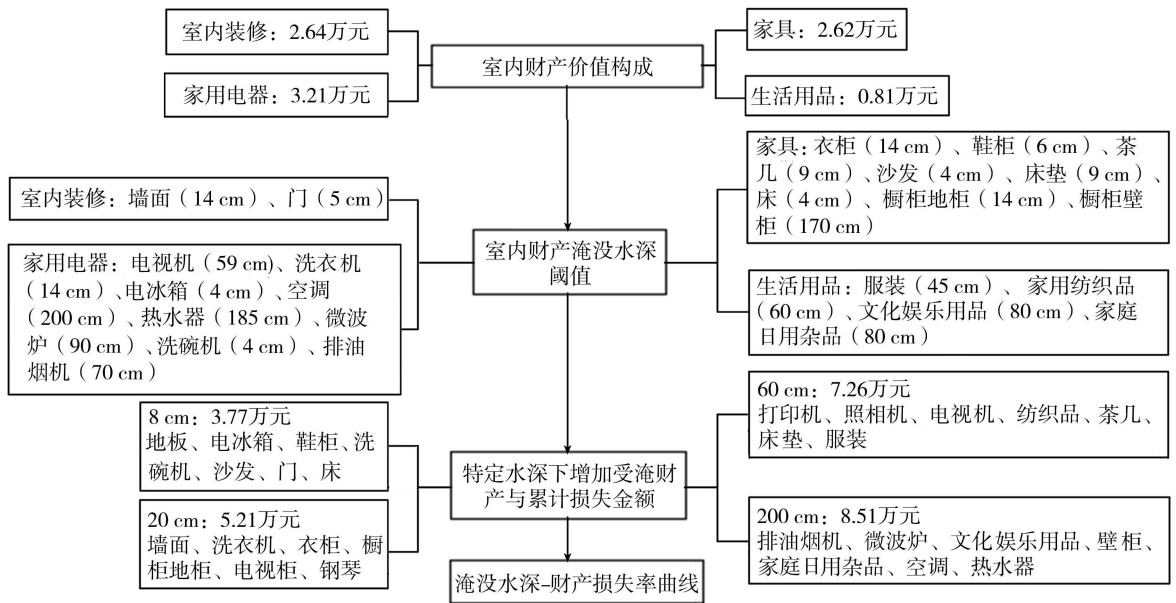 室内装修：2.64万元
家用电器：3.21万元
室内财产价值构成
家具：2.62万元
生活用品：0.81万元
室内装修：墙面（14 cm）、门（5 cm）
家用电器：电视机（59 cm）、洗衣机
（14 cm）、电冰箱（4 cm）、空调
（200 cm）、热水器（185 cm）、微波
炉（90 cm）、洗碗机（4 cm）、排油
烟机（70 cm）
室内财产淹没水深
阈值
家具：衣柜（14 cm）、鞋柜（6 cm）、茶
几（9 cm）、沙发（4 cm）、床垫（9 cm）、
床（4 cm）、橱柜地柜（14 cm）、橱柜壁
柜（170 cm）
生活用品：服装（45 cm）、家用纺织品
（60 cm）、文化娱乐用品（80 cm）、家庭
日用杂品（80 cm）
8 cm：3.77万元
地板、电冰箱、鞋柜、洗
碗机、沙发、门、床
20 cm：5.21万元
墙面、洗衣机、衣柜、橱
柜地柜、电视柜、钢琴
特定水深下增加受淹财
产与累计损失金额
60 cm：7.26万元
打印机、照相机、电视机、纺织品、茶几、
床垫、服装
200 cm：8.51万元
排油烟机、微波炉、文化娱乐用品、壁柜、
家庭日用杂品、空调、热水器
淹没水深–财产损失率曲线